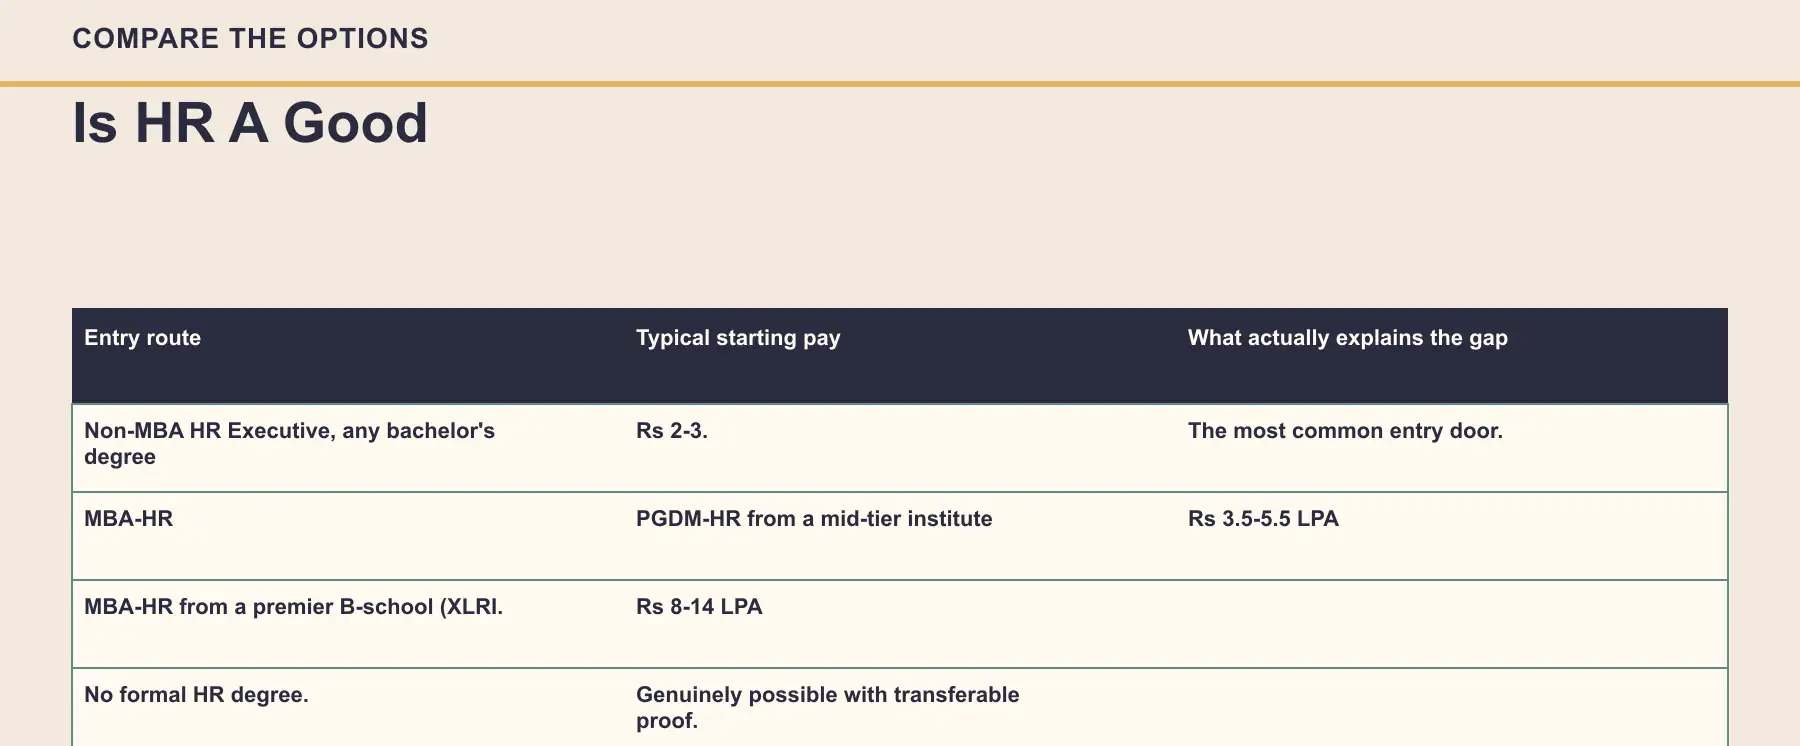 COMPARE THE OPTIONS
Is HR A Good
Entry route
Typical starting pay
What actually explains the gap
Non-MBA HR Executive, any bachelor's
degree
Rs 2-3.
The most common entry door.
MBA-HR
PGDM-HR from a mid-tier institute
Rs 3.5-5.5 LPA
MBA-HR from a premier B-school (XLRI.
Rs 8-14 LPA
No formal HR degree.
Genuinely possible with transferable
proof.